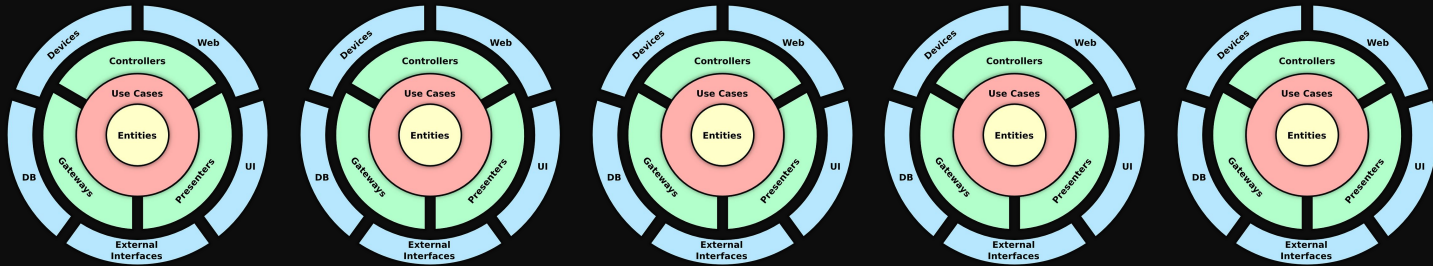 Devices
Web
Controllers
Use Cases
Entities
Gateways
Presenters
DB
UI
External
Interfaces
Devices
Web
Controllers
Use Cases
Entities
Gateways
Presenters
DB
UI
External
Interfaces
Devices
Web
Controllers
Use Cases
Entities
Gateways
Presenters
DB
UI
External
Interfaces
Devices
Web
Controllers
Use Cases
Entities
Gateways
Presenters
DB
UI
External
Interfaces
Devices
Web
Controllers
Use Cases
Entities
Gateways
Presenters
DB
UI
External
Interfaces